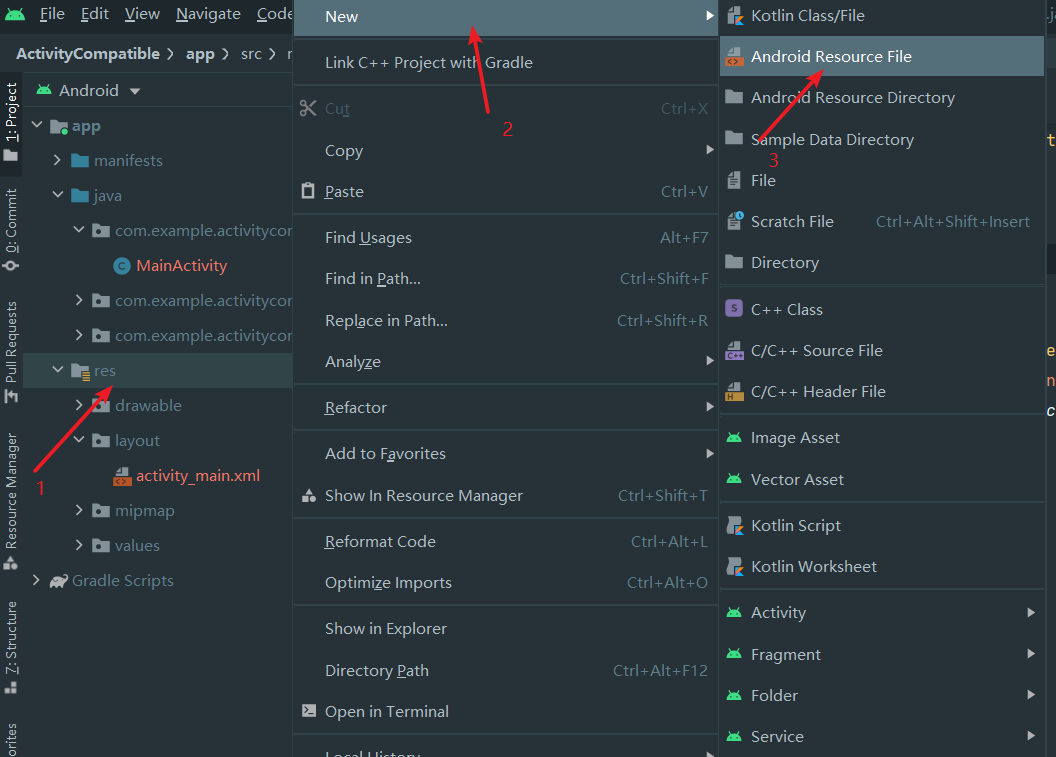 File Edit View Navigate Code
ActivityCompatible app src
Android
1: Project
0: Commit
Pull Requests
Resource Manager
7: Structure
app
manifests
java
com.example.activitycor
MainActivity
com.example.activitycor
com.example.activitycor
res
drawable
layout
activity_main.xml
mipmap
values
Gradle Scripts
1
New
Link C++ Project with Gradle
Cut Ctrl+X
Copy
Paste Ctrl+V
Find Usages Alt+F7
Find in Path... Ctrl+Shift+F
Replace in Path... Ctrl+Shift+R
Analyze
Refactor
Add to Favorites
Show In Resource Manager Ctrl+Shift+T
Reformat Code Ctrl+Alt+L
Optimize Imports Ctrl+Alt+O
Show in Explorer
Directory Path Ctrl+Alt+F12
Open in Terminal
Local History
2
Kotlin Class/File
Android Resource File
Android Resource Directory
Sample Data Directory
3
File
Scratch File Ctrl+Alt+Shift+Insert
Directory
C++ Class
C/C++ Source File
C/C++ Header File
Image Asset
Vector Asset
Kotlin Script
Kotlin Worksheet
Activity
Fragment
Folder
Service